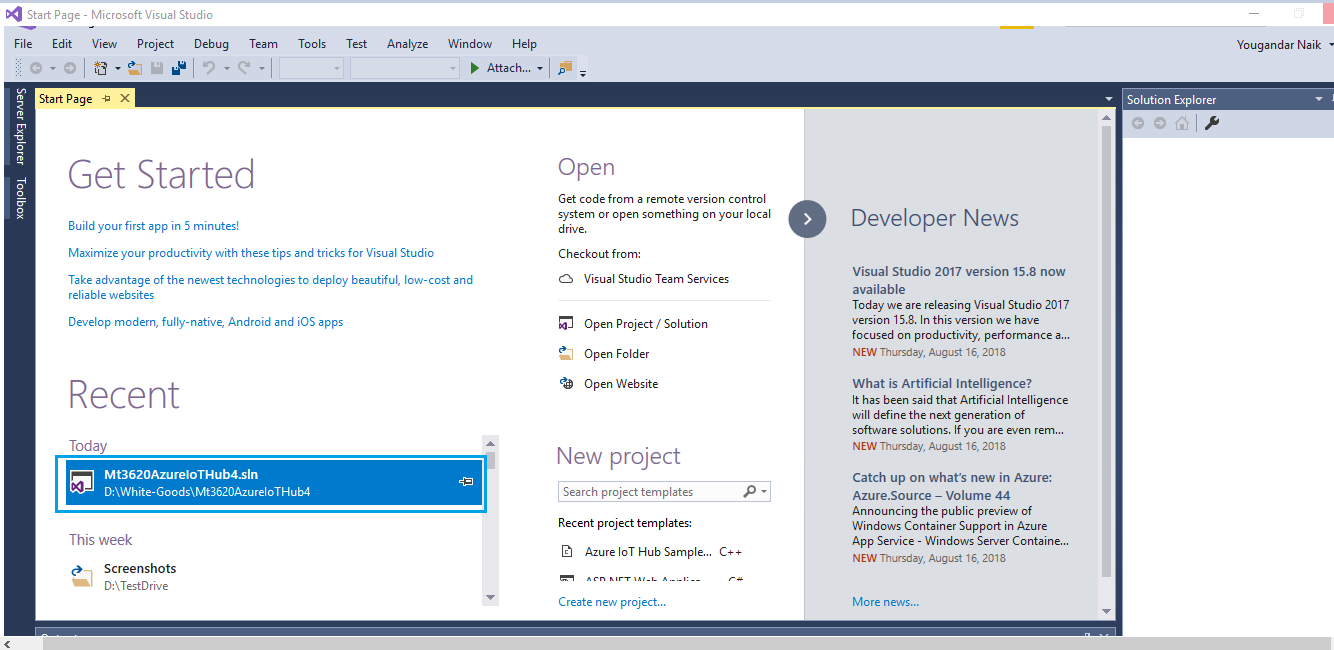 Start Page - Microsoft Visual Studio
File Edit View Project Debug Team Tools Test Analyze Window Help
Yougandar Naik
Attach...
Server Explorer
Toolbox
Start Page
Get Started
Build your first app in 5 minutes!
Maximize your productivity with these tips and tricks for Visual Studio
Take advantage of the newest technologies to deploy beautiful, low-cost and
reliable websites
Develop modern, fully-native, Android and iOS apps
Recent
Today
Mt3620AzureIoTHub4.sln
D:\White-Goods\Mt3620AzureIoTHub4
This week
Screenshots
D:\TestDrive
Open
Get code from a remote version control
system or open something on your local
drive.
Checkout from:
Visual Studio Team Services
Open Project / Solution
Open Folder
Open Website
New project
Search project templates
Recent project templates:
Azure IoT Hub Sample... C++
ASP.NET Web Applica... C#
Create new project...
Developer News
Visual Studio 2017 version 15.8 now
available
Today we are releasing Visual Studio 2017
version 15.8. In this version we have
focused on productivity, performance a...
NEW Thursday, August 16, 2018
What is Artificial Intelligence?
It has been said that Artificial Intelligence
will define the next generation of
software solutions. If you are even rem...
NEW Thursday, August 16, 2018
Catch up on what's new in Azure:
Azure.Source – Volume 44
Announcing the public preview of
Windows Container Support in Azure
App Service - Windows Server Containe...
NEW Thursday, August 16, 2018
More news...
Solution Explorer